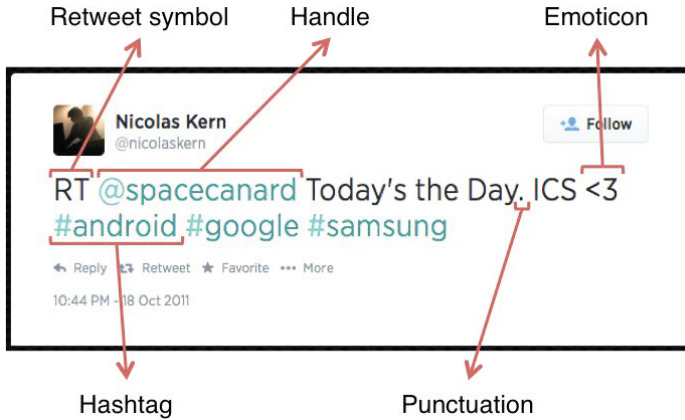 Retweet symbol Handle Emoticon
Nicolas Kern
@nicolaskern
Follow
RT @spacecanard Today's the Day. ICS <3
#android #google #samsung
Reply Retweet Favorite More
10:44 PM - 18 Oct 2011
Hashtag Punctuation